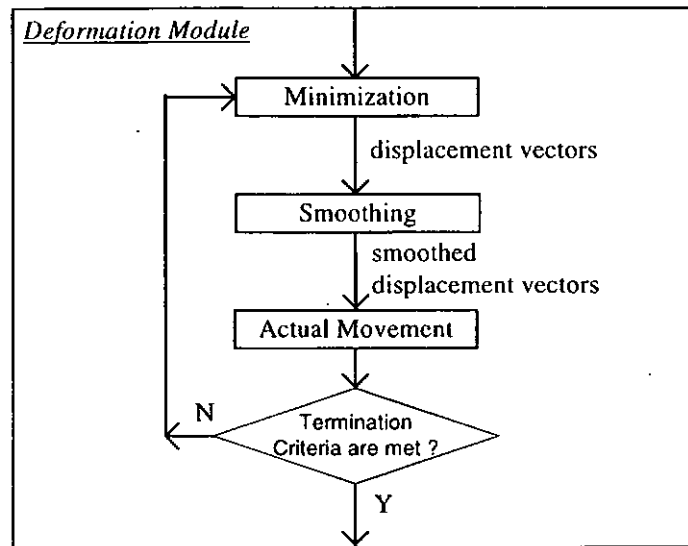 Deformation Module
Minimization
displacement vectors
Smoothing
smoothed
displacement vectors
Actual Movement
N
Termination
Criteria are met ?
Y